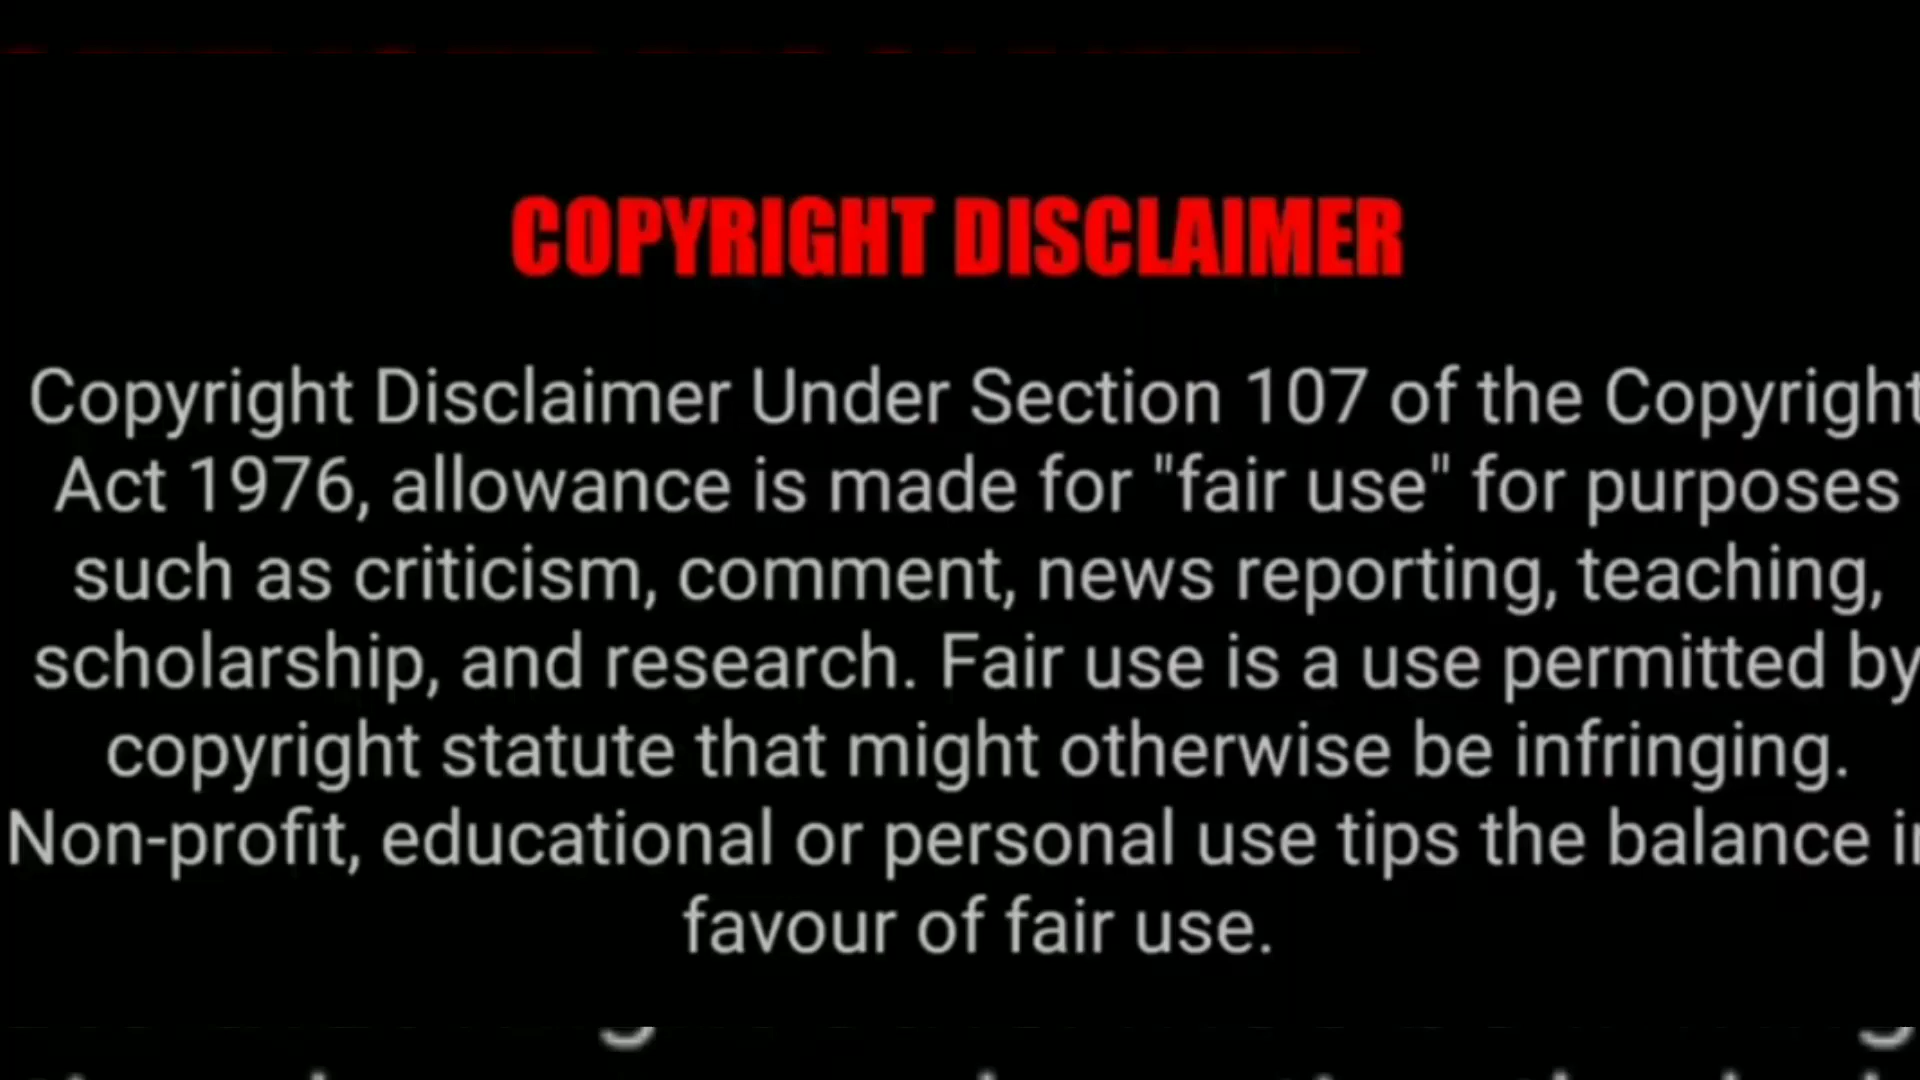 COPYRIGHT DISCLAIMER
Copyright Disclaimer Under Section 107 of the Copyright
Act 1976, allowance is made for "fair use" for purposes
such as criticism, comment, news reporting, teaching,
scholarship, and research. Fair use is a use permitted by
copyright statute that might otherwise be infringing.
Non-profit, educational or personal use tips the balance in
favour of fair use.